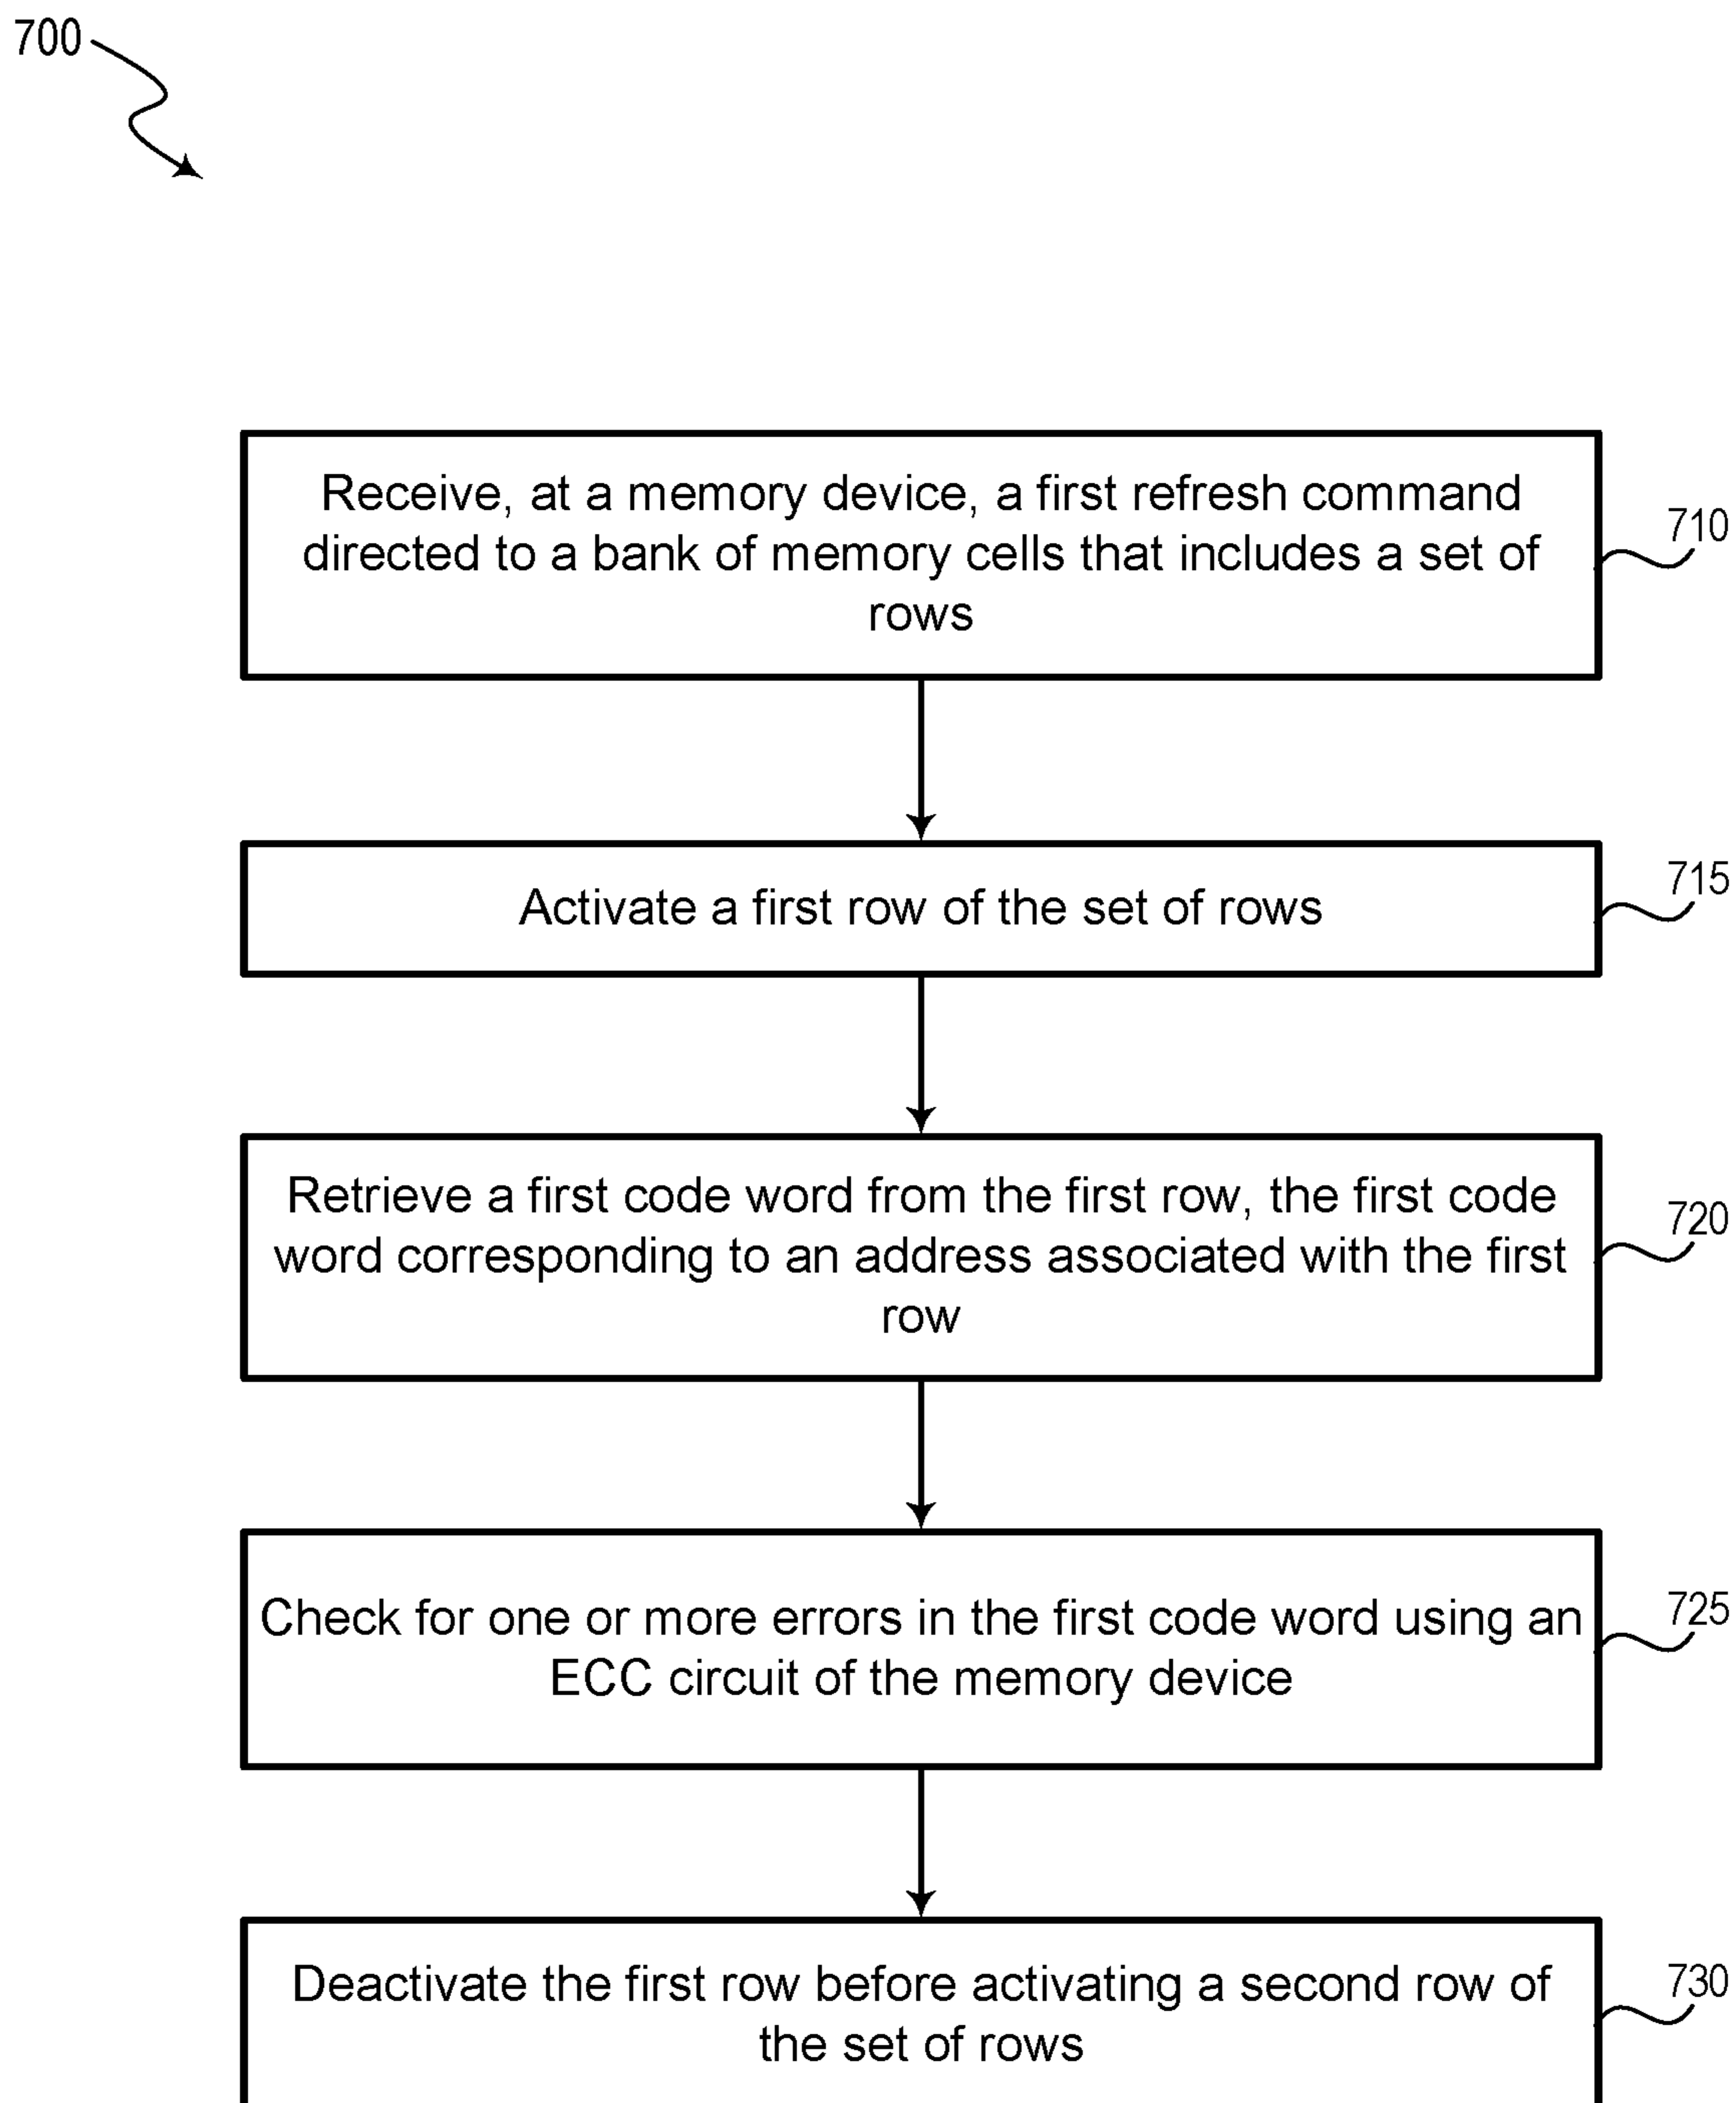 700
Receive, at a memory device, a first refresh command
directed to a bank of memory cells that includes a set of
rows
710
Activate a first row of the set of rows
715
Retrieve a first code word from the first row, the first code
word corresponding to an address associated with the first
row
720
Check for one or more errors in the first code word using an
ECC circuit of the memory device
725
Deactivate the first row before activating a second row of
the set of rows
730